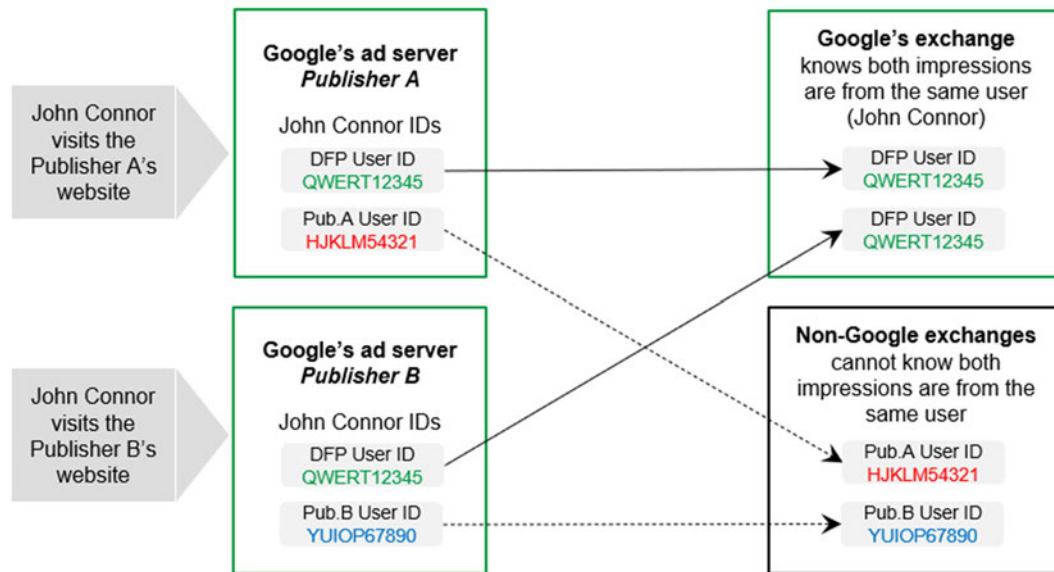 John Connor
visits the
Publisher A's
website
Google's ad server
Publisher A
John Connor IDs
DFP User ID
QWERT12345
Pub.A User ID
HJKLM54321
Google's exchange
knows both impressions
are from the same user
(John Connor)
DFP User ID
QWERT12345
DFP User ID
QWERT12345
John Connor
visits the
Publisher B's
website
Google's ad server
Publisher B
John Connor IDs
DFP User ID
QWERT12345
Pub.B User ID
YUIOP67890
Non-Google exchanges
cannot know both
impressions are from the
same user
Pub.A User ID
HJKLM54321
Pub.B User ID
YUIOP67890